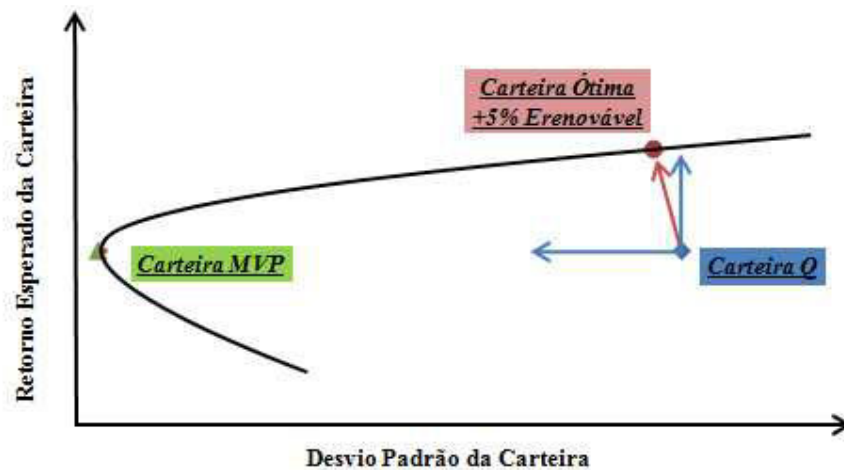 Retorno Esperado da Carteira
Carteira Ótima
+5% Erenovável
Carteira MVP
Carteira Q
Desvio Padrão da Carteira